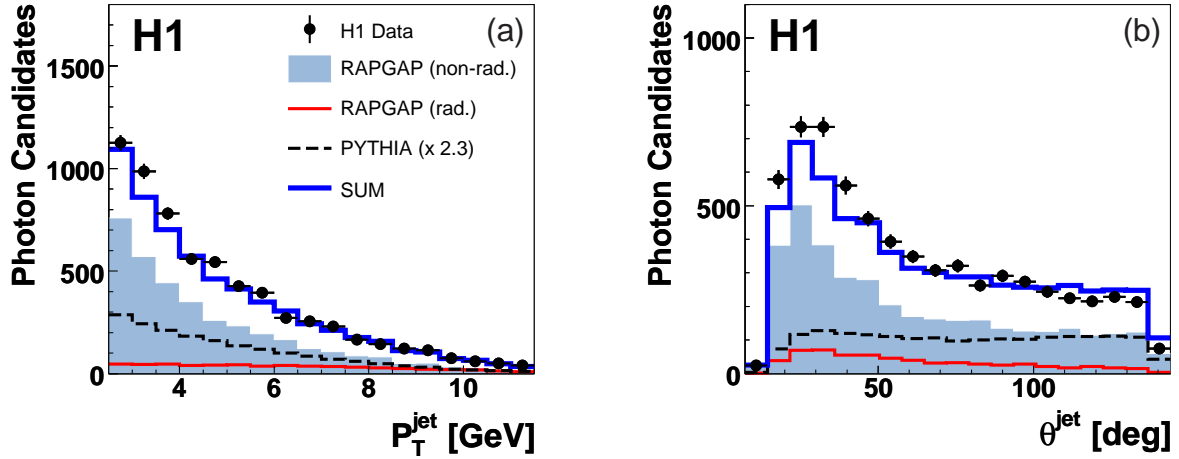 H1
(a)
H1 Data
RAPGAP (non-rad.)
RAPGAP (rad.)
PYTHIA (x 2.3)
SUM
Photon Candidates
1500
1000
500
0
4 6 8 10
P_T^jet [GeV]
H1
(b)
Photon Candidates
1000
500
0
50 100
θ^jet [deg]